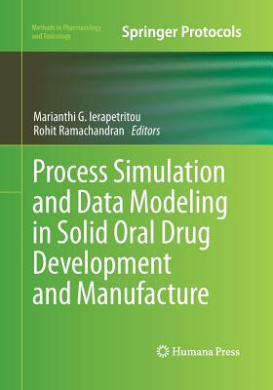 Methods in Pharmacology
and Toxicology
Springer Protocols
Marianthi G. Ierapetritou
Rohit Ramachandran Editors
Process Simulation
and Data Modeling
in Solid Oral Drug
Development
and Manufacture
Humana Press